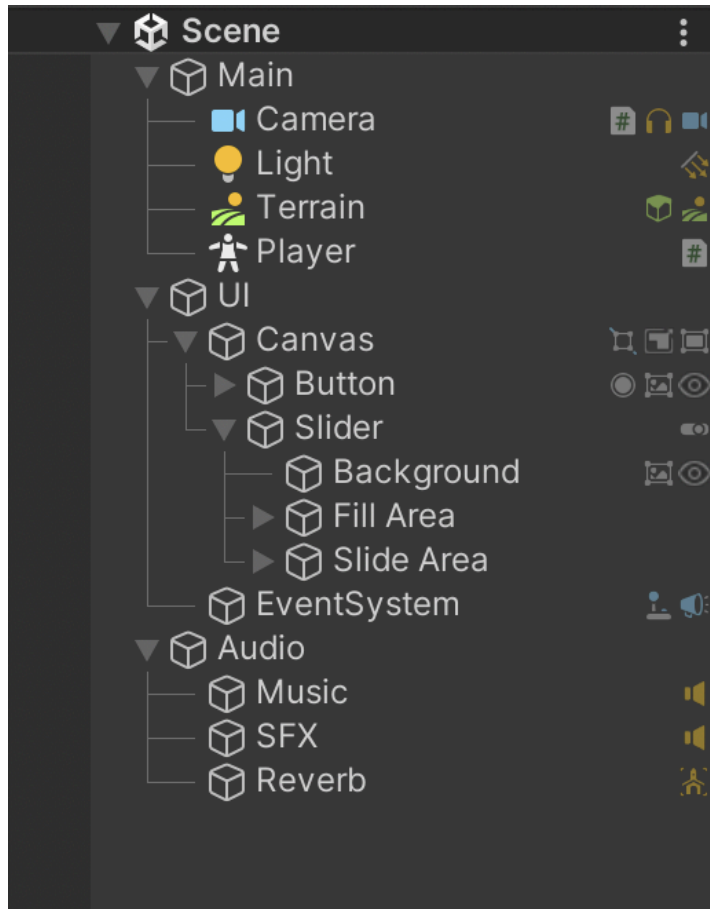 Scene
Main
Camera
Light
Terrain
Player
UI
Canvas
Button
Slider
Background
Fill Area
Slide Area
EventSystem
Audio
Music
SFX
Reverb